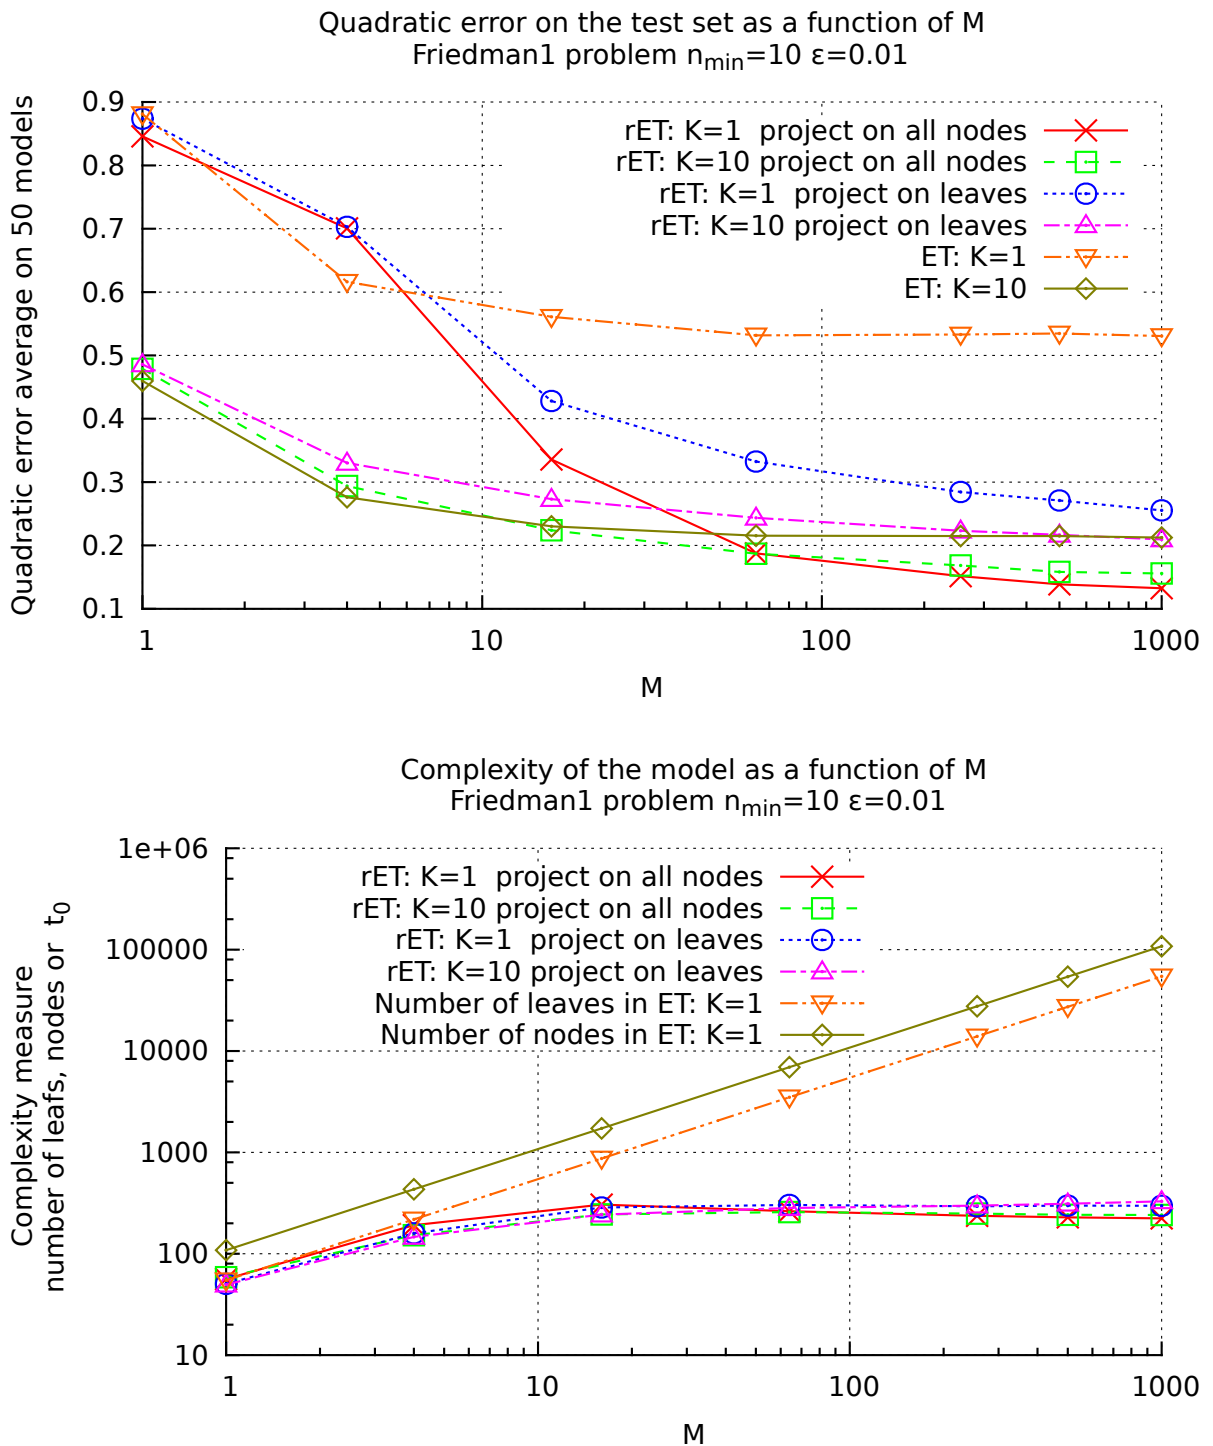 Quadratic error on the test set as a function of M
Friedman1 problem n_min=10 ε=0.01
Quadratic error average on 50 models
0.9
0.8
0.7
0.6
0.5
0.4
0.3
0.2
0.1
rET: K=1 project on all nodes
rET: K=10 project on all nodes
rET: K=1 project on leaves
rET: K=10 project on leaves
ET: K=1
ET: K=10
1 10 100 1000
M
Complexity of the model as a function of M
Friedman1 problem n_min=10 ε=0.01
Complexity measure
number of leafs, nodes or t_0
1e+06
100000
10000
1000
100
10
rET: K=1 project on all nodes
rET: K=10 project on all nodes
rET: K=1 project on leaves
rET: K=10 project on leaves
Number of leaves in ET: K=1
Number of nodes in ET: K=1
1 10 100 1000
M